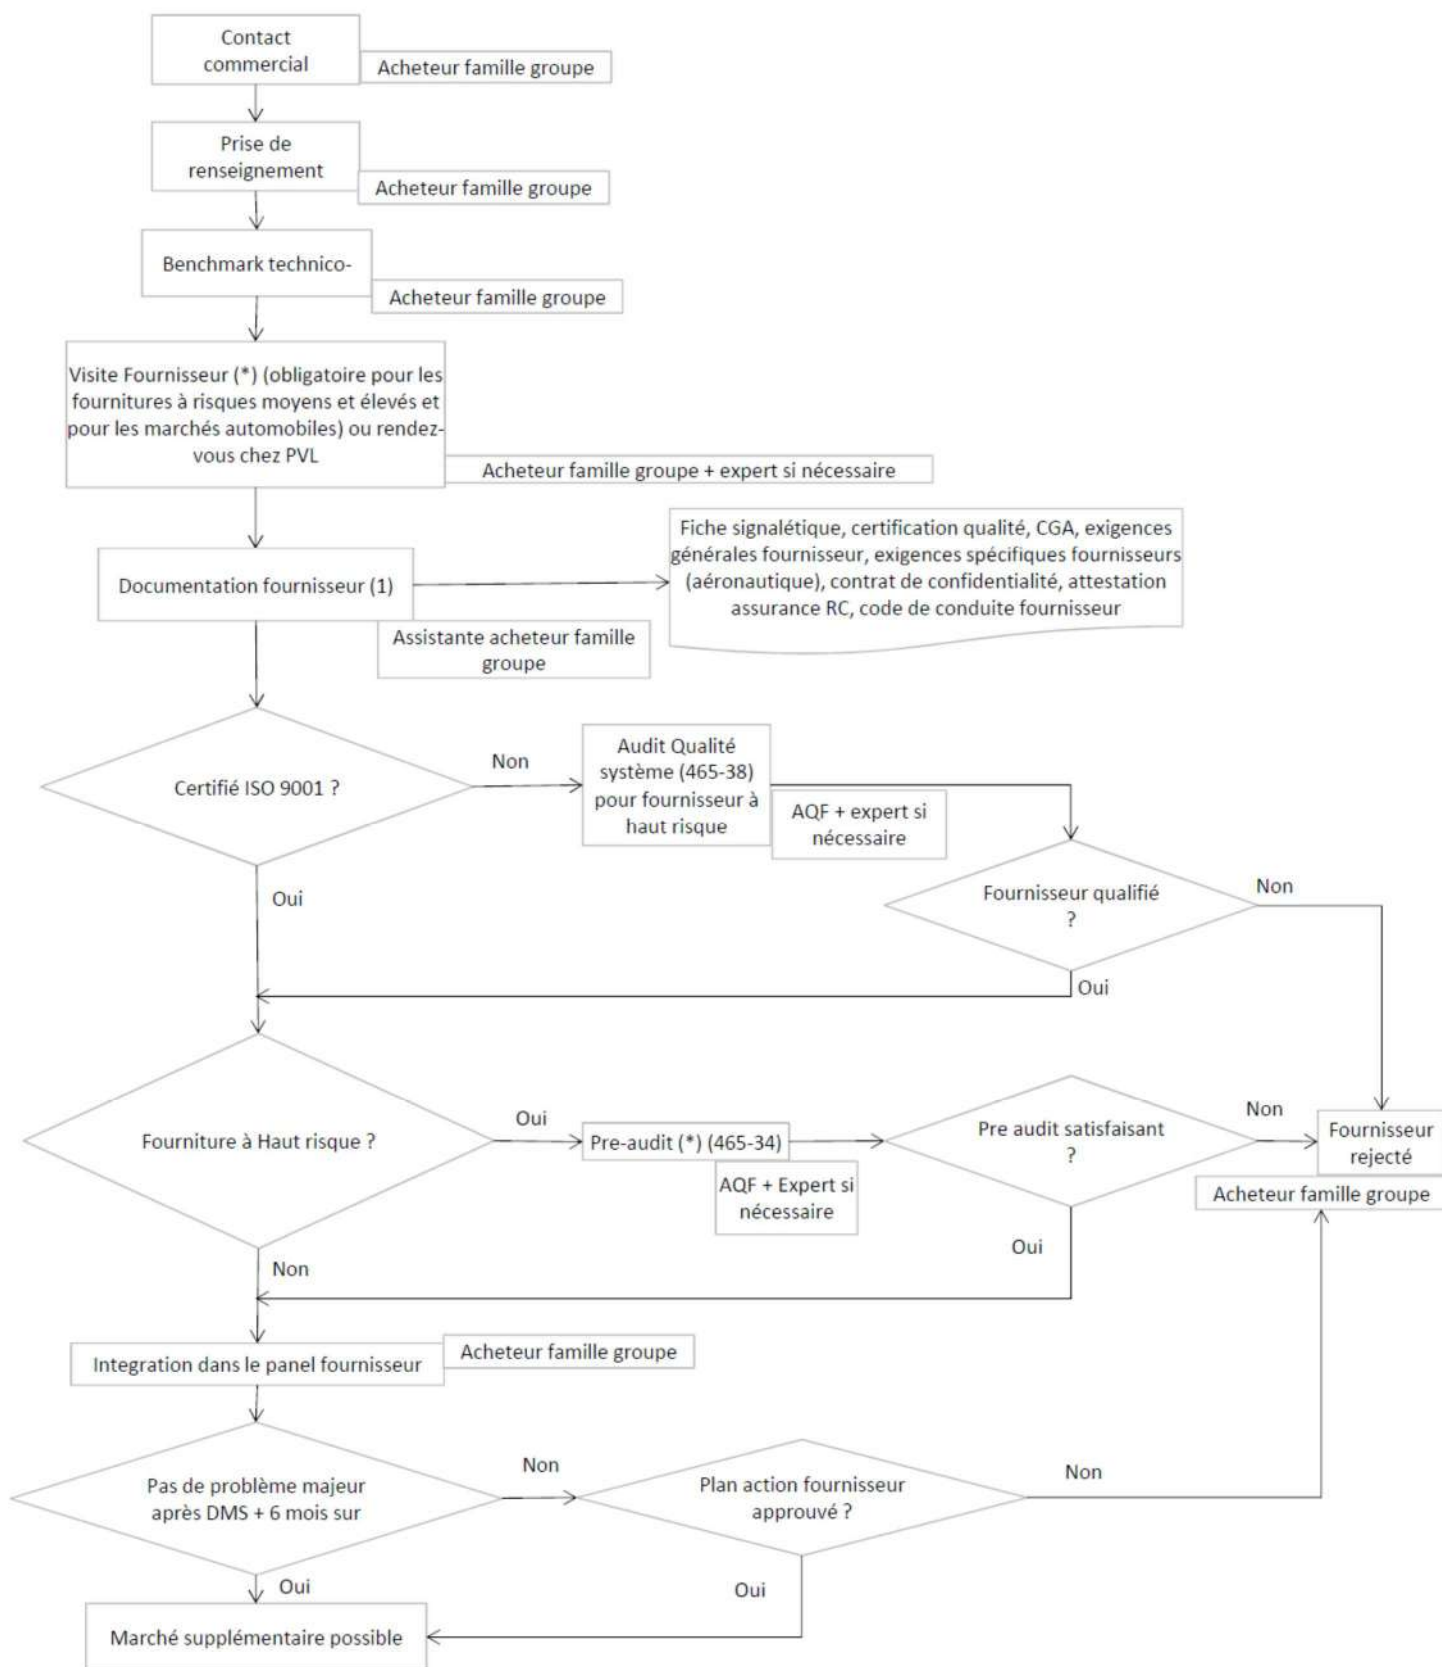 Contact
commercial
Acheteur famille groupe
Prise de
renseignement
Acheteur famille groupe
Benchmark technico-
Acheteur famille groupe
Visite Fournisseur (*) (obligatoire pour les
fournitures à risques moyens et élevés et
pour les marchés automobiles) ou rendez-
vous chez PVL
Acheteur famille groupe + expert si nécessaire
Documentation fournisseur (1)
Assistante acheteur famille
groupe
Fiche signalétique, certification qualité, CGA, exigences
générales fournisseur, exigences spécifiques fournisseurs
(aéronautique), contrat de confidentialité, attestation
assurance RC, code de conduite fournisseur
Certifié ISO 9001 ?
Non
Audit Qualité
système (465-38)
pour fournisseur à
haut risque
AQF + expert si
nécessaire
Oui
Fournisseur qualifié
?
Non
Oui
Fourniture à Haut risque ?
Oui
Pre-audit (*) (465-34)
AQF + Expert si
nécessaire
Pre audit satisfaisant
?
Non
Fournisseur
rejecté
Acheteur famille groupe
Oui
Non
Integration dans le panel fournisseur
Acheteur famille groupe
Pas de problème majeur
après DMS + 6 mois sur
Non
Plan action fournisseur
approuvé ?
Non
Oui
Oui
Marché supplémentaire possible